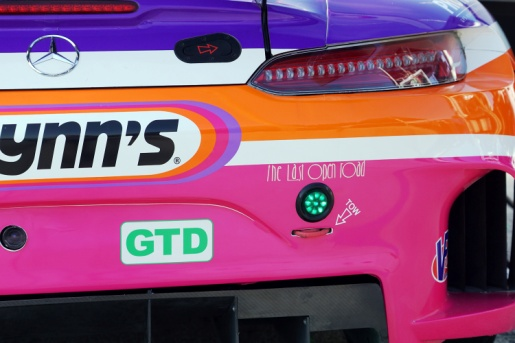 ynn's®
The Last Open Road
TOW
GTD